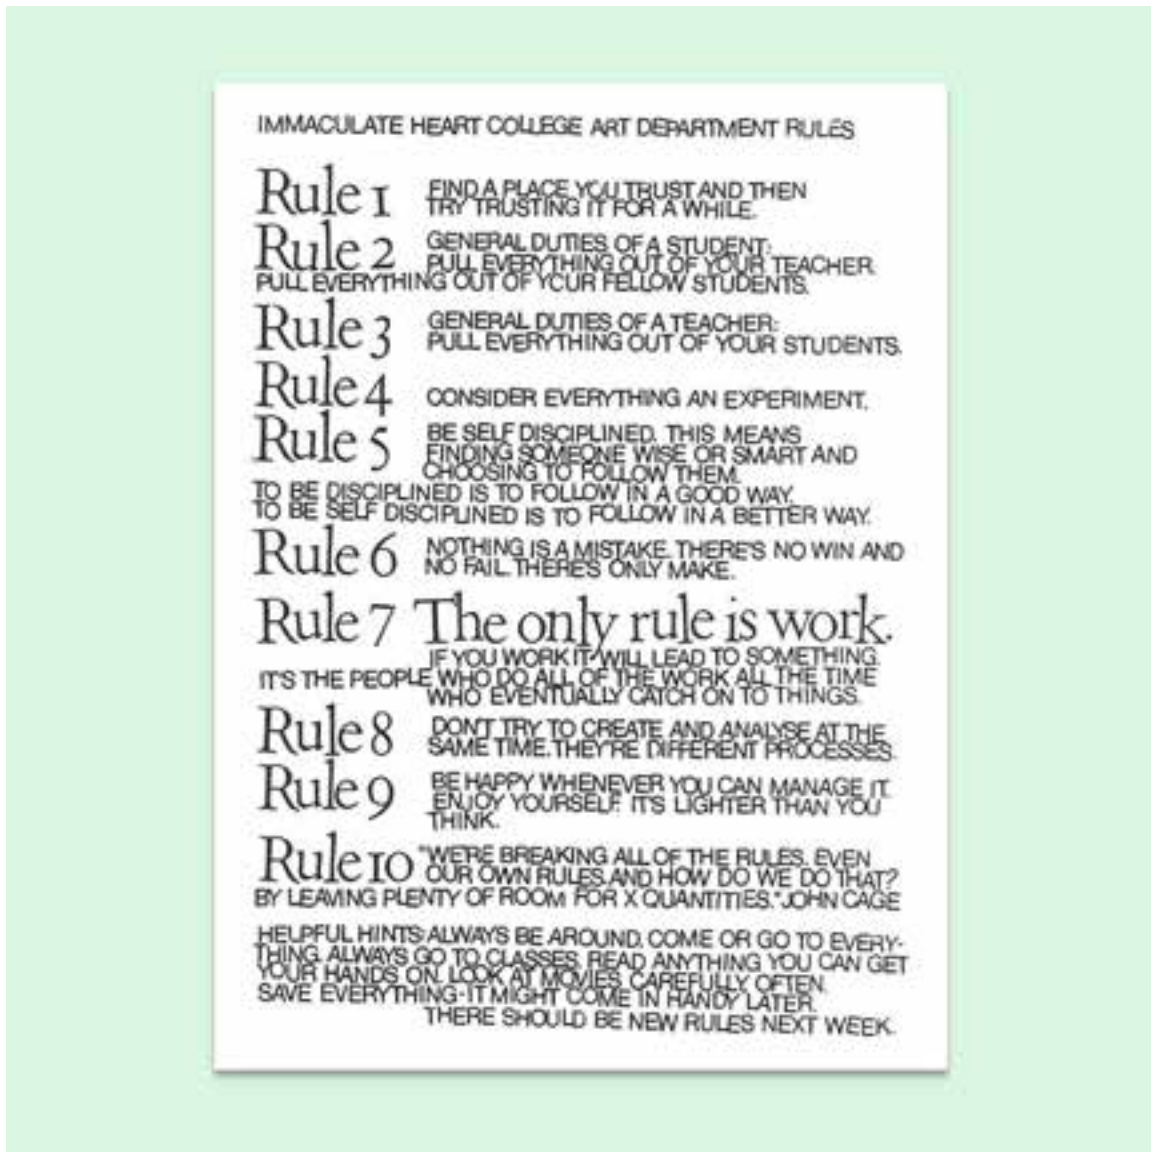 IMMACULATE HEART COLLEGE ART DEPARTMENT RULES
Rule 1 FIND A PLACE YOU TRUST AND THEN
TRY TRUSTING IT FOR A WHILE.
Rule 2 GENERAL DUTIES OF A STUDENT:
PULL EVERYTHING OUT OF YOUR TEACHER.
PULL EVERYTHING OUT OF YOUR FELLOW STUDENTS.
Rule 3 GENERAL DUTIES OF A TEACHER:
PULL EVERYTHING OUT OF YOUR STUDENTS.
Rule 4 CONSIDER EVERYTHING AN EXPERIMENT.
Rule 5 BE SELF DISCIPLINED. THIS MEANS
FINDING SOMEONE WISE OR SMART AND
CHOOSING TO FOLLOW THEM.
TO BE DISCIPLINED IS TO FOLLOW IN A GOOD WAY.
TO BE SELF DISCIPLINED IS TO FOLLOW IN A BETTER WAY.
Rule 6 NOTHING IS A MISTAKE. THERE'S NO WIN AND
NO FAIL. THERE'S ONLY MAKE.
Rule 7 The only rule is work.
IF YOU WORK IT WILL LEAD TO SOMETHING.
IT'S THE PEOPLE WHO DO ALL OF THE WORK ALL THE TIME
WHO EVENTUALLY CATCH ON TO THINGS.
Rule 8 DON'T TRY TO CREATE AND ANALYSE AT THE
SAME TIME. THEY'RE DIFFERENT PROCESSES.
Rule 9 BE HAPPY WHENEVER YOU CAN MANAGE IT.
ENJOY YOURSELF. IT'S LIGHTER THAN YOU
THINK.
Rule 10 "WE'RE BREAKING ALL OF THE RULES. EVEN
OUR OWN RULES. AND HOW DO WE DO THAT?
BY LEAVING PLENTY OF ROOM FOR X QUANTITIES." JOHN CAGE
HELPFUL HINTS: ALWAYS BE AROUND. COME OR GO TO EVERY-
THING. ALWAYS GO TO CLASSES. READ ANYTHING YOU CAN GET
YOUR HANDS ON. LOOK AT MOVIES CAREFULLY, OFTEN.
SAVE EVERYTHING-IT MIGHT COME IN HANDY LATER.
THERE SHOULD BE NEW RULES NEXT WEEK.